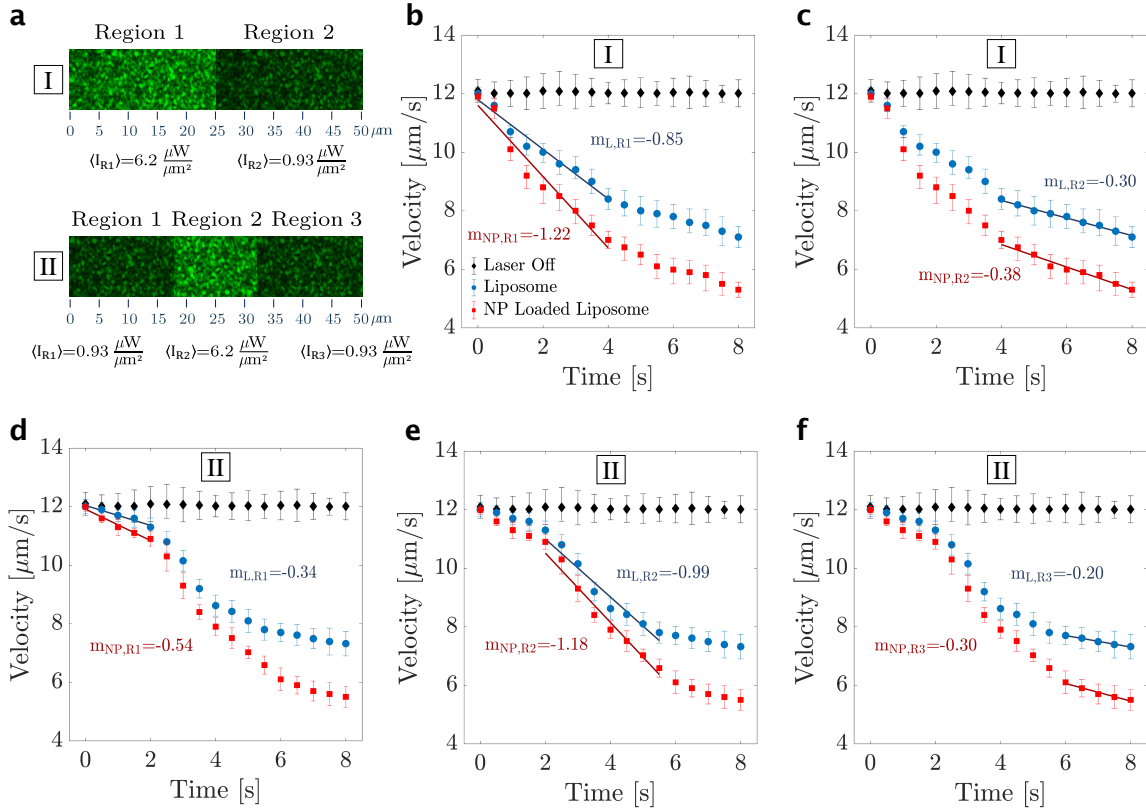 a
Region 1 Region 2
I
0 5 10 15 20 25 30 35 40 45 50 μm
⟨I_R1⟩=6.2 μW/μm² ⟨I_R2⟩=0.93 μW/μm²
Region 1 Region 2 Region 3
II
0 5 10 15 20 25 30 35 40 45 50 μm
⟨I_R1⟩=0.93 μW/μm² ⟨I_R2⟩=6.2 μW/μm² ⟨I_R3⟩=0.93 μW/μm²
b
I
14
12
10
8
6
4
Velocity [μm/s]
m_L,R1=-0.85
m_NP,R1=-1.22
Laser Off
Liposome
NP Loaded Liposome
0 2 4 6 8
Time [s]
c
I
14
12
10
8
6
4
Velocity [μm/s]
m_L,R2=-0.30
m_NP,R2=-0.38
0 2 4 6 8
Time [s]
d
II
14
12
10
8
6
4
Velocity [μm/s]
m_L,R1=-0.34
m_NP,R1=-0.54
0 2 4 6 8
Time [s]
e
II
14
12
10
8
6
4
Velocity [μm/s]
m_L,R2=-0.99
m_NP,R2=-1.18
0 2 4 6 8
Time [s]
f
II
14
12
10
8
6
4
Velocity [μm/s]
m_L,R3=-0.20
m_NP,R3=-0.30
0 2 4 6 8
Time [s]